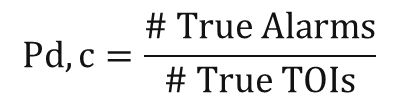 Pd, c = # True Alarms / # True TOIs